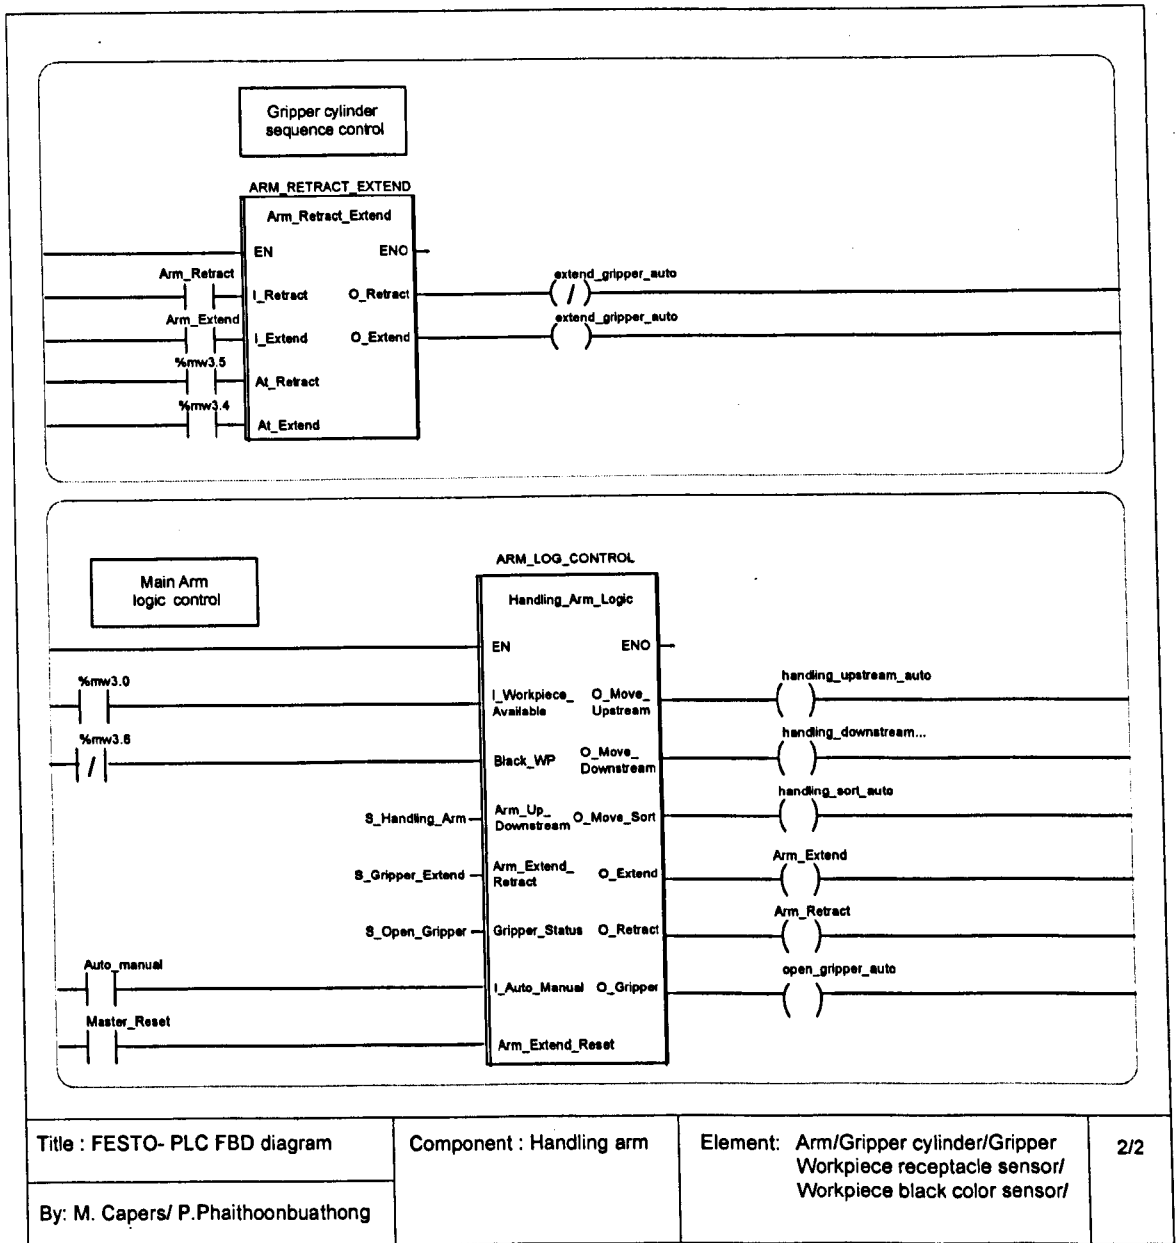 Gripper cylinder
sequence control
ARM_RETRACT_EXTEND
Arm_Retract_Extend
EN ENO
Arm_Retract
I_Retract O_Retract
extend_gripper_auto
Arm_Extend
I_Extend O_Extend
extend_gripper_auto
%mw3.5
At_Retract
%mw3.4
At_Extend
Main Arm
logic control
ARM_LOG_CONTROL
Handling_Arm_Logic
EN ENO
%mw3.0
I_Workpiece_ O_Move_
Available Upstream
handling_upstream_auto
%mw3.6
Black_WP O_Move_
Downstream
handling_downstream...
S_Handling_Arm
Arm_Up_
Downstream O_Move_Sort
handling_sort_auto
S_Gripper_Extend
Arm_Extend_
Retract O_Extend
Arm_Extend
S_Open_Gripper
Gripper_Status O_Retract
Arm_Retract
Auto_manual
I_Auto_Manual O_Gripper
open_gripper_auto
Master_Reset
Arm_Extend_Reset
Title : FESTO- PLC FBD diagram
By: M. Capers/ P.Phaithoonbuathong
Component : Handling arm
Element: Arm/Gripper cylinder/Gripper
Workpiece receptacle sensor/
Workpiece black color sensor/
2/2